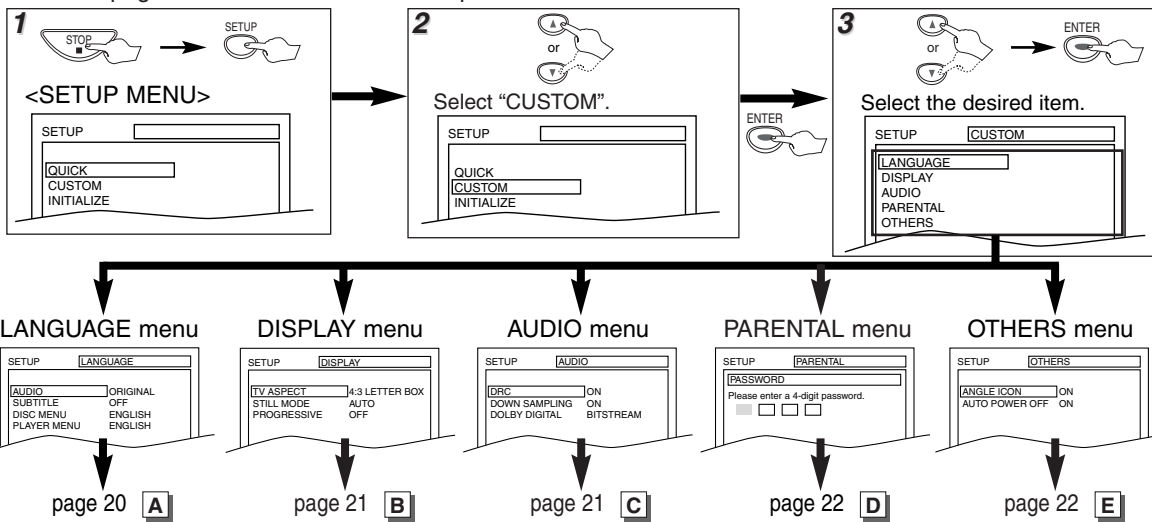 1
STOP
SETUP
<SETUP MENU>
SETUP
QUICK
CUSTOM
INITIALIZE
2
or
Select “CUSTOM”.
SETUP
QUICK
CUSTOM
INITIALIZE
ENTER
3
or
ENTER
Select the desired item.
SETUP CUSTOM
LANGUAGE
DISPLAY
AUDIO
PARENTAL
OTHERS
LANGUAGE menu
SETUP LANGUAGE
AUDIO ORIGINAL
SUBTITLE OFF
DISC MENU ENGLISH
PLAYER MENU ENGLISH
page 20 A
DISPLAY menu
SETUP DISPLAY
TV ASPECT 4:3 LETTER BOX
STILL MODE AUTO
PROGRESSIVE OFF
page 21 B
AUDIO menu
SETUP AUDIO
DRC ON
DOWN SAMPLING ON
DOLBY DIGITAL BITSTREAM
page 21 C
PARENTAL menu
SETUP PARENTAL
PASSWORD
Please enter a 4-digit password.
page 22 D
OTHERS menu
SETUP OTHERS
ANGLE ICON ON
AUTO POWER OFF ON
page 22 E